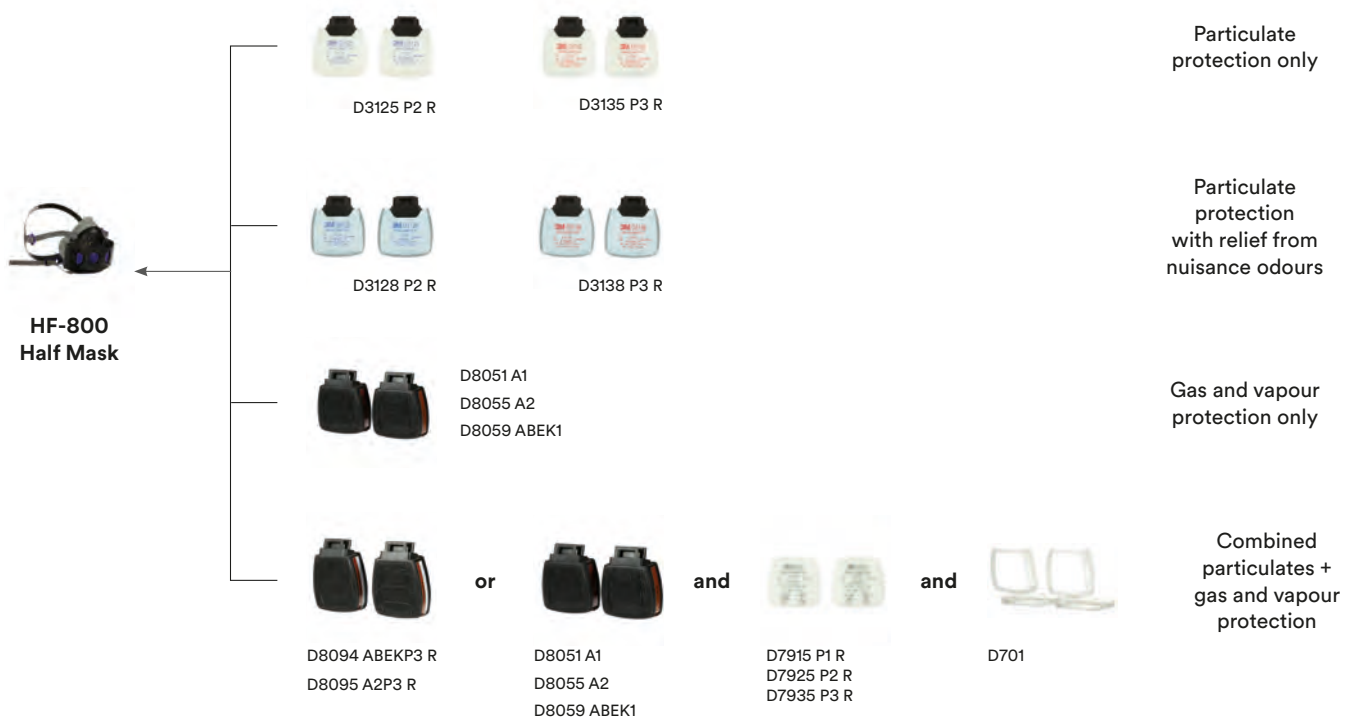 Particulate
protection only
D3125 P2 R
D3135 P3 R
Particulate
protection
with relief from
nuisance odours
D3128 P2 R
D3138 P3 R
HF-800
Half Mask
D8051 A1
D8055 A2
D8059 ABEK1
Gas and vapour
protection only
Combined
particulates +
gas and vapour
protection
or
and
and
D8094 ABEKP3 R
D8095 A2P3 R
D8051 A1
D8055 A2
D8059 ABEK1
D7915 P1 R
D7925 P2 R
D7935 P3 R
D701